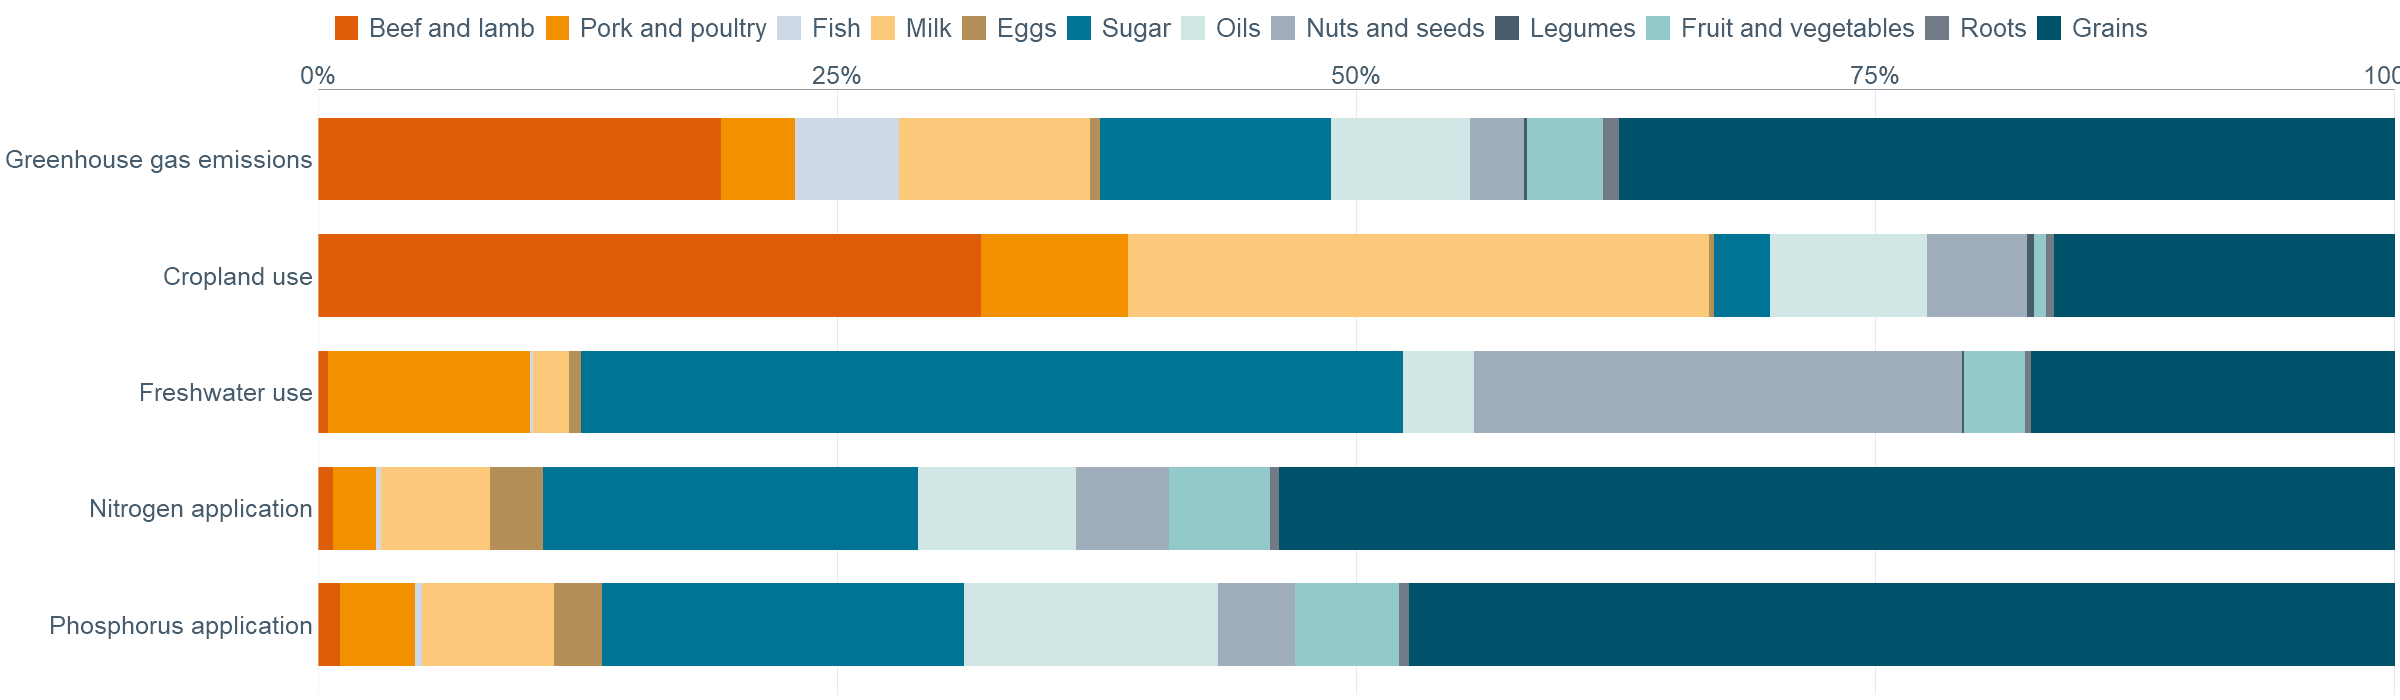 Beef and lamb Pork and poultry Fish Milk Eggs Sugar Oils Nuts and seeds Legumes Fruit and vegetables Roots Grains
0% 25% 50% 75% 100
Greenhouse gas emissions
Cropland use
Freshwater use
Nitrogen application
Phosphorus application